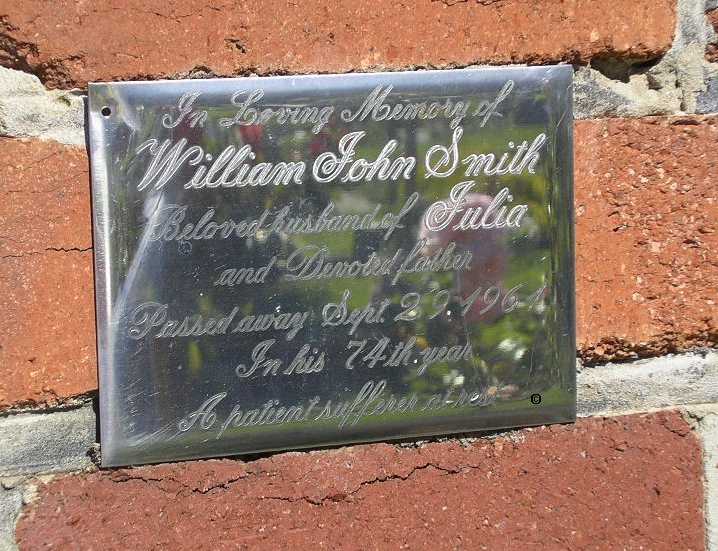 In Loving Memory of
William John Smith
Beloved husband of Julia
and Devoted father
Passed away Sept. 29-1961
In his 74th year
A patient sufferer at rest
©